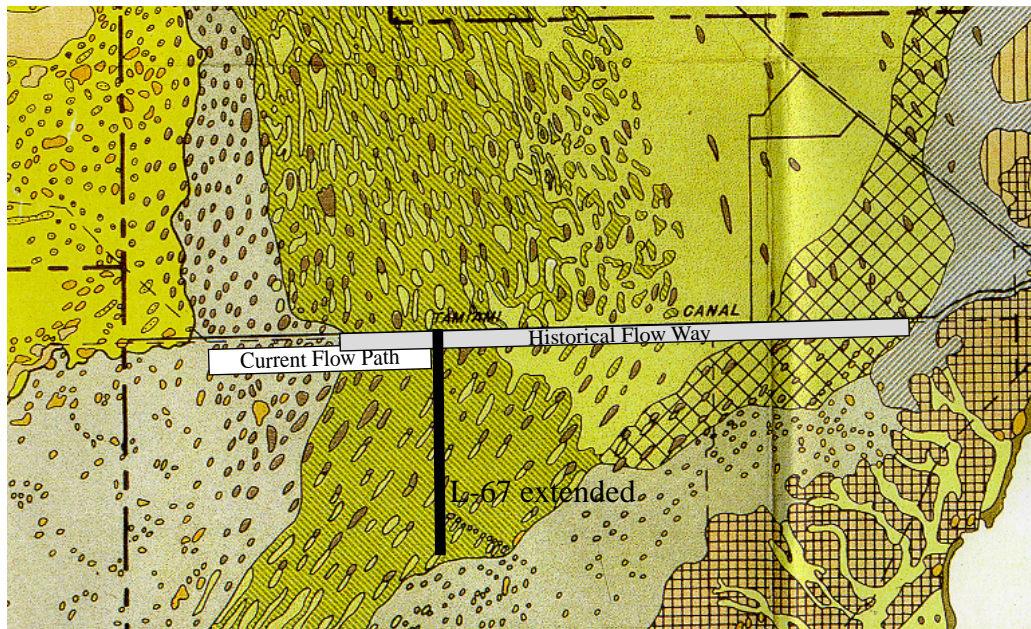 TAMIAMI CANAL
Historical Flow Way
Current Flow Path
L-67 extended